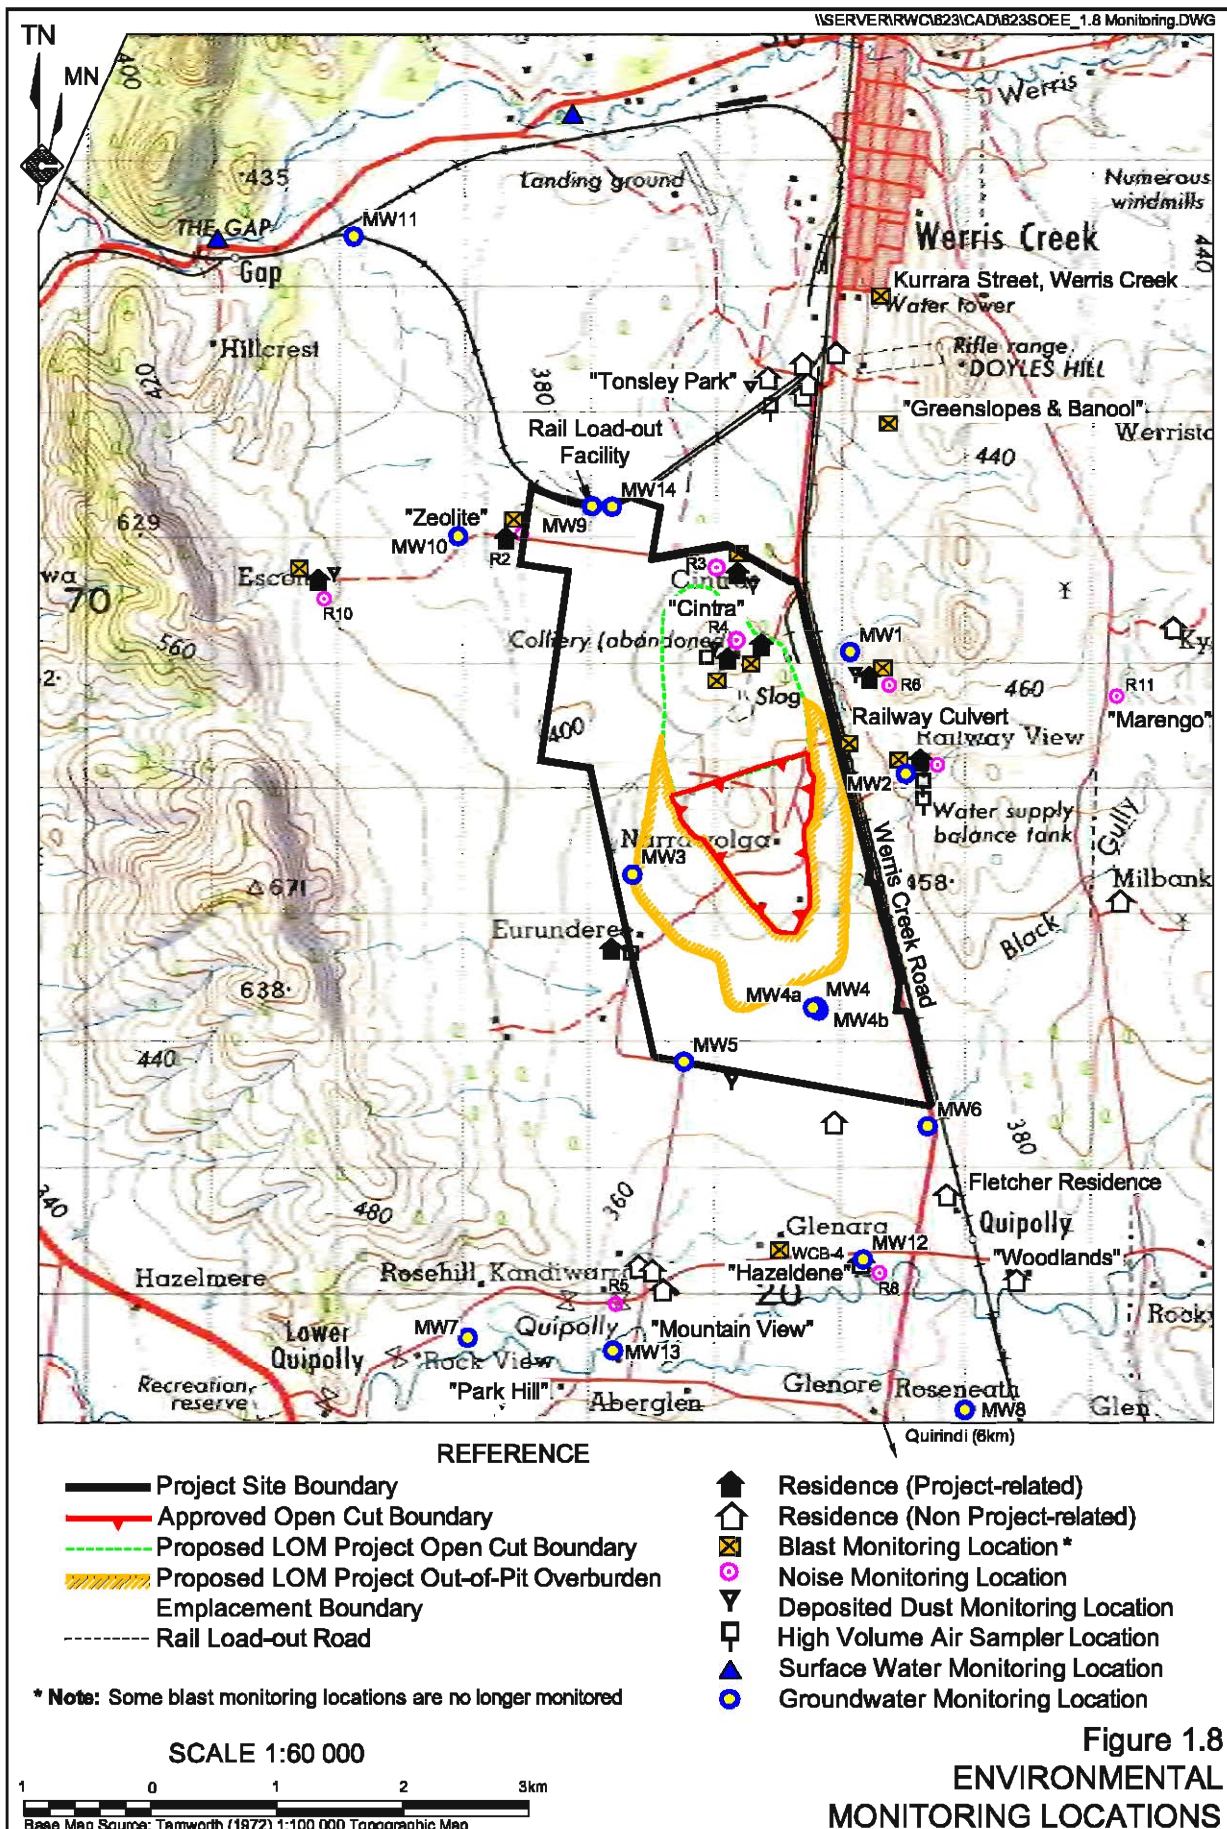 \\SERVER\RWC\623\CAD\623SOEE_1.8 Monitoring.DWG
TN
MN
400
Werris
435
Landing ground
Numerous
windmills
THE GAP
MW11
Gap
Werris Creek
440
Kurrara Street, Werris Creek
Water tower
Hillcrest
Rifle range
DOYLES HILL
420
380
"Tonsley Park"
"Greenslopes & Banool"
Rail Load-out
Facility
440
MW14
629
"Zeolite"
MW9
MW10
R2
R3
70
R10
"Cintra"
R4
Colliery (abandoned)
MW1
560
R6
460
R11
Slog
"Marengo"
400
Railway Culvert
Railway View
MW2
Water supply
balance tank
Gully
MW3
Werris Creek Road
458
Milbank
671
Eurunderee
Black
638
MW4a
MW4
MW4b
440
MW5
MW6
380
340
480
360
Fletcher Residence
Glenara
Quipolly
WCB-4
MW12
"Woodlands"
Hazelmere
Rosehill
"Hazeldene"
R5
R8
20
Lower
Quipolly
MW7
Quipolly
"Mountain View"
Rock View
MW13
Recreation
reserve
"Park Hill"
Aberglen
Glenore
Roseneath
MW8
Glen
Quirindi (6km)
REFERENCE
Project Site Boundary
Approved Open Cut Boundary
Proposed LOM Project Open Cut Boundary
Proposed LOM Project Out-of-Pit Overburden
Emplacement Boundary
Rail Load-out Road
Residence (Project-related)
Residence (Non Project-related)
Blast Monitoring Location*
Noise Monitoring Location
Deposited Dust Monitoring Location
High Volume Air Sampler Location
Surface Water Monitoring Location
Groundwater Monitoring Location
* Note: Some blast monitoring locations are no longer monitored
SCALE 1:60 000
1 0 1 2 3km
Base Map Source: Tamworth (1972) 1:100 000 Topographic Map
Figure 1.8
ENVIRONMENTAL
MONITORING LOCATIONS